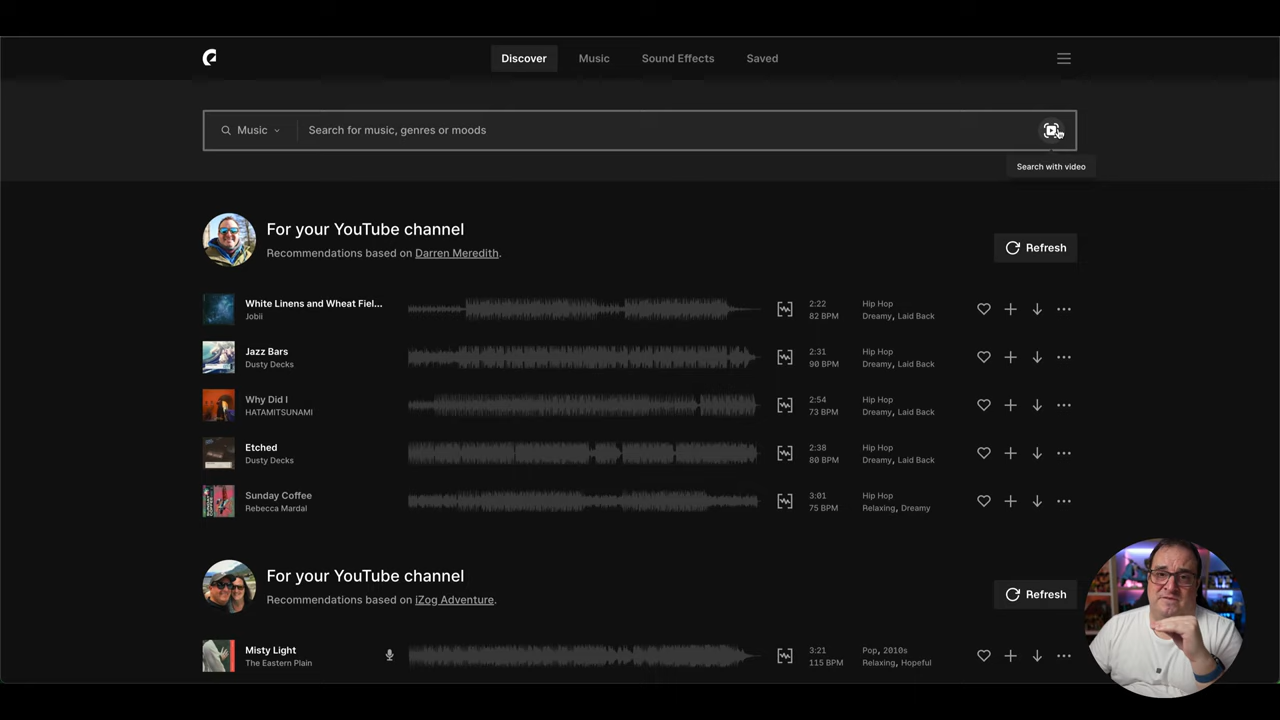 Discover Music Sound Effects Saved
Music Search for music, genres or moods
Search with video
For your YouTube channel
Recommendations based on Darren Meredith.
Refresh
White Linens and Wheat Fiel... 2:22 Hip Hop
Jobii 82 BPM Dreamy, Laid Back
Jazz Bars 2:31 Hip Hop
Dusty Decks 90 BPM Dreamy, Laid Back
Why Did I 2:54 Hip Hop
HATAMITSUNAMI 73 BPM Dreamy, Laid Back
Etched 2:38 Hip Hop
Dusty Decks 80 BPM Dreamy, Laid Back
Sunday Coffee 3:01 Hip Hop
Rebecca Mardal 75 BPM Relaxing, Dreamy
For your YouTube channel
Recommendations based on iZog Adventure.
Refresh
Misty Light 3:21 Pop, 2010s
The Eastern Plain 115 BPM Relaxing, Hopeful